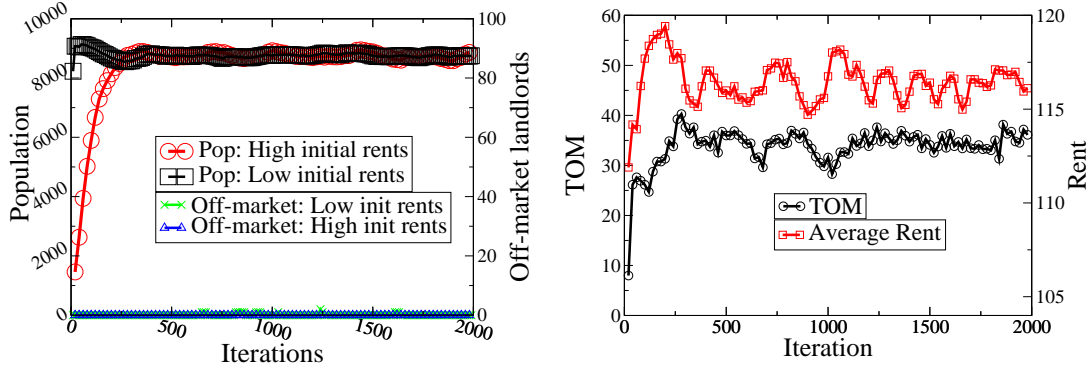 10000
8000
6000
4000
2000
0
Population
100
80
60
40
20
0
Off-market landlords
Pop: High initial rents
Pop: Low initial rents
Off-market: Low init rents
Off-market: High init rents
0 500 1000 1500 2000
Iterations
60
50
40
30
20
10
0
TOM
120
115
110
105
Rent
TOM
Average Rent
0 500 1000 1500 2000
Iteration